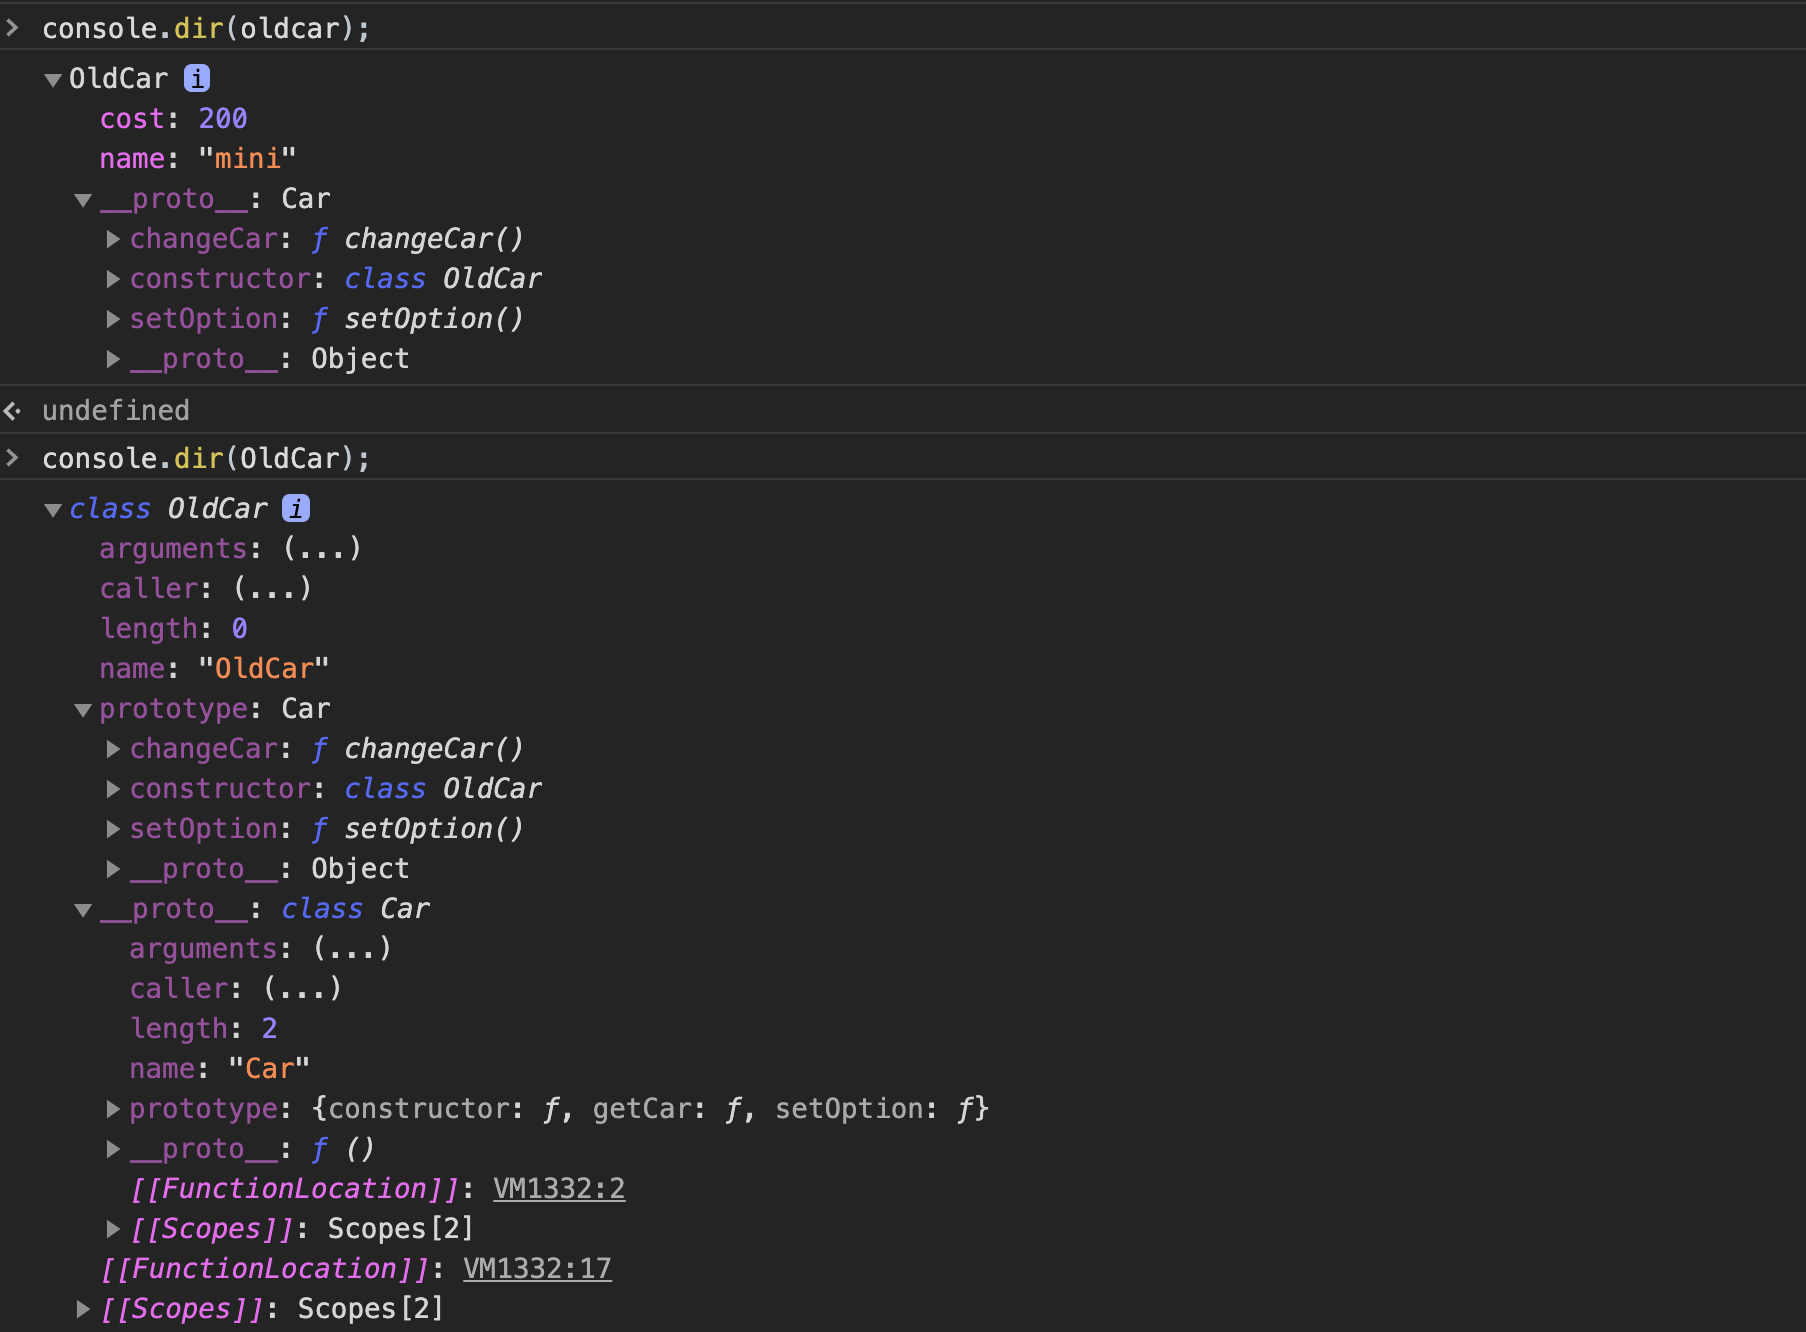 > console.dir(oldcar);
▼OldCar i
cost: 200
name: "mini"
▼__proto__: Car
▶changeCar: ƒ changeCar()
▶constructor: class OldCar
▶setOption: ƒ setOption()
▶__proto__: Object
undefined
> console.dir(OldCar);
▼class OldCar i
arguments: (...)
caller: (...)
length: 0
name: "OldCar"
▼prototype: Car
▶changeCar: ƒ changeCar()
▶constructor: class OldCar
▶setOption: ƒ setOption()
▶__proto__: Object
▼__proto__: class Car
arguments: (...)
caller: (...)
length: 2
name: "Car"
▶prototype: {constructor: ƒ, getCar: ƒ, setOption: ƒ}
▶__proto__: ƒ ()
[[FunctionLocation]]: VM1332:2
▶[[Scopes]]: Scopes[2]
[[FunctionLocation]]: VM1332:17
▶[[Scopes]]: Scopes[2]